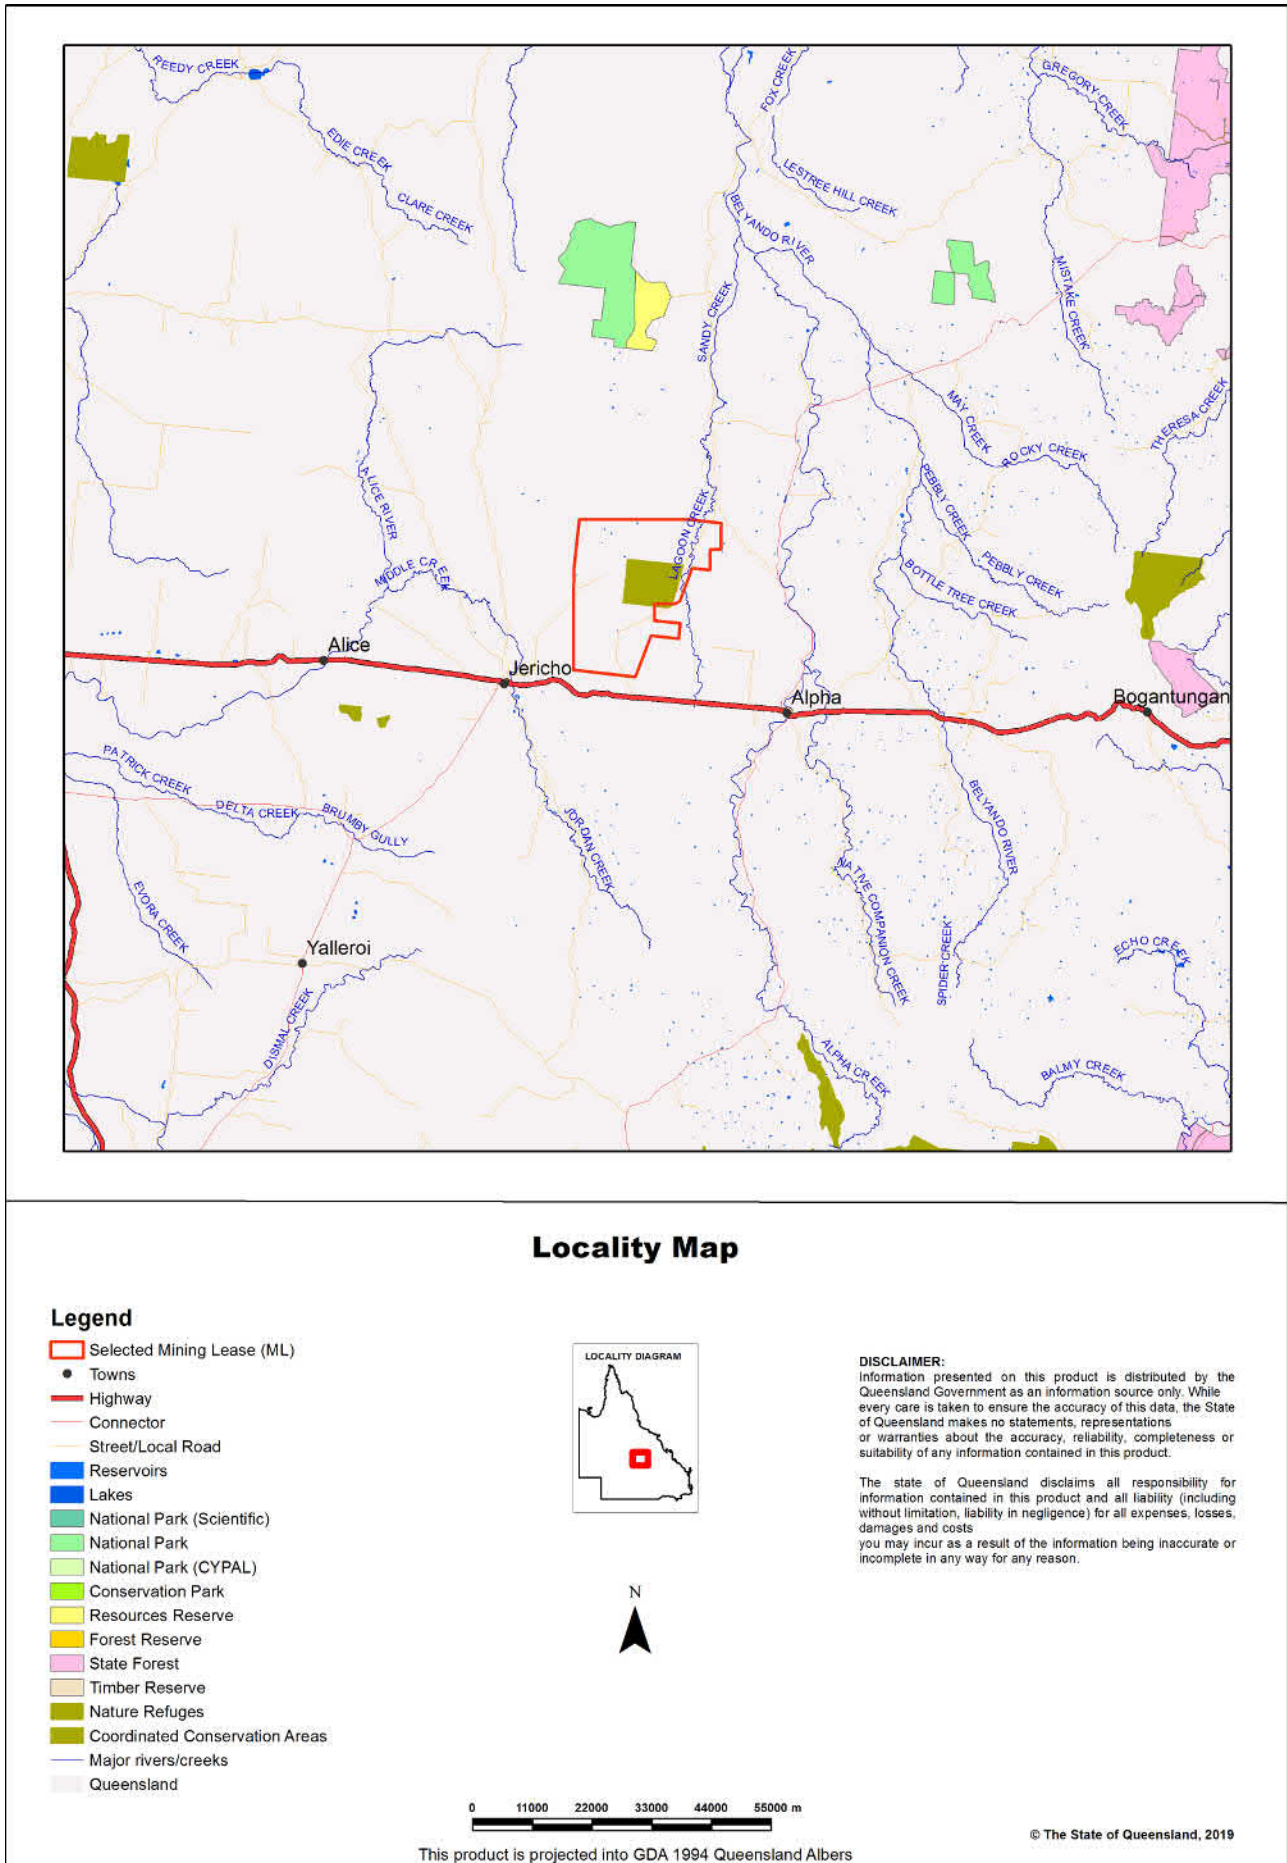 REEDY CREEK
EDIE CREEK
CLARE CREEK
FOX CREEK
GREGORY CREEK
LESTREE HILL CREEK
BELYANDO RIVER
MISTAKE CREEK
SANDY CREEK
MAY CREEK
ROCKY CREEK
THERESA CREEK
ALICE RIVER
MIDDLE CREEK
LAGOON CREEK
PEBBLY CREEK
PEBBLY CREEK
BOTTLE TREE CREEK
Alice
Jericho
Alpha
Bogantungan
PATRICK CREEK
DELTA CREEK
BRUMBY GULLY
JORDAN CREEK
BELYANDO RIVER
NATIVE COMPANION CREEK
EVORA CREEK
Yalleroi
SPIDER CREEK
ECHO CREEK
DISMAL CREEK
ALPHA CREEK
BALMY CREEK
Locality Map
Legend
Selected Mining Lease (ML)
Towns
Highway
Connector
Street/Local Road
Reservoirs
Lakes
National Park (Scientific)
National Park
National Park (CYPAL)
Conservation Park
Resources Reserve
Forest Reserve
State Forest
Timber Reserve
Nature Refuges
Coordinated Conservation Areas
Major rivers/creeks
Queensland
LOCALITY DIAGRAM
N
DISCLAIMER:
Information presented on this product is distributed by the
Queensland Government as an information source only. While
every care is taken to ensure the accuracy of this data, the State
of Queensland makes no statements, representations
or warranties about the accuracy, reliability, completeness or
suitability of any information contained in this product.
The state of Queensland disclaims all responsibility for
information contained in this product and all liability (including
without limitation, liability in negligence) for all expenses, losses,
damages and costs
you may incur as a result of the information being inaccurate or
incomplete in any way for any reason.
0 11000 22000 33000 44000 55000 m
This product is projected into GDA 1994 Queensland Albers
© The State of Queensland, 2019